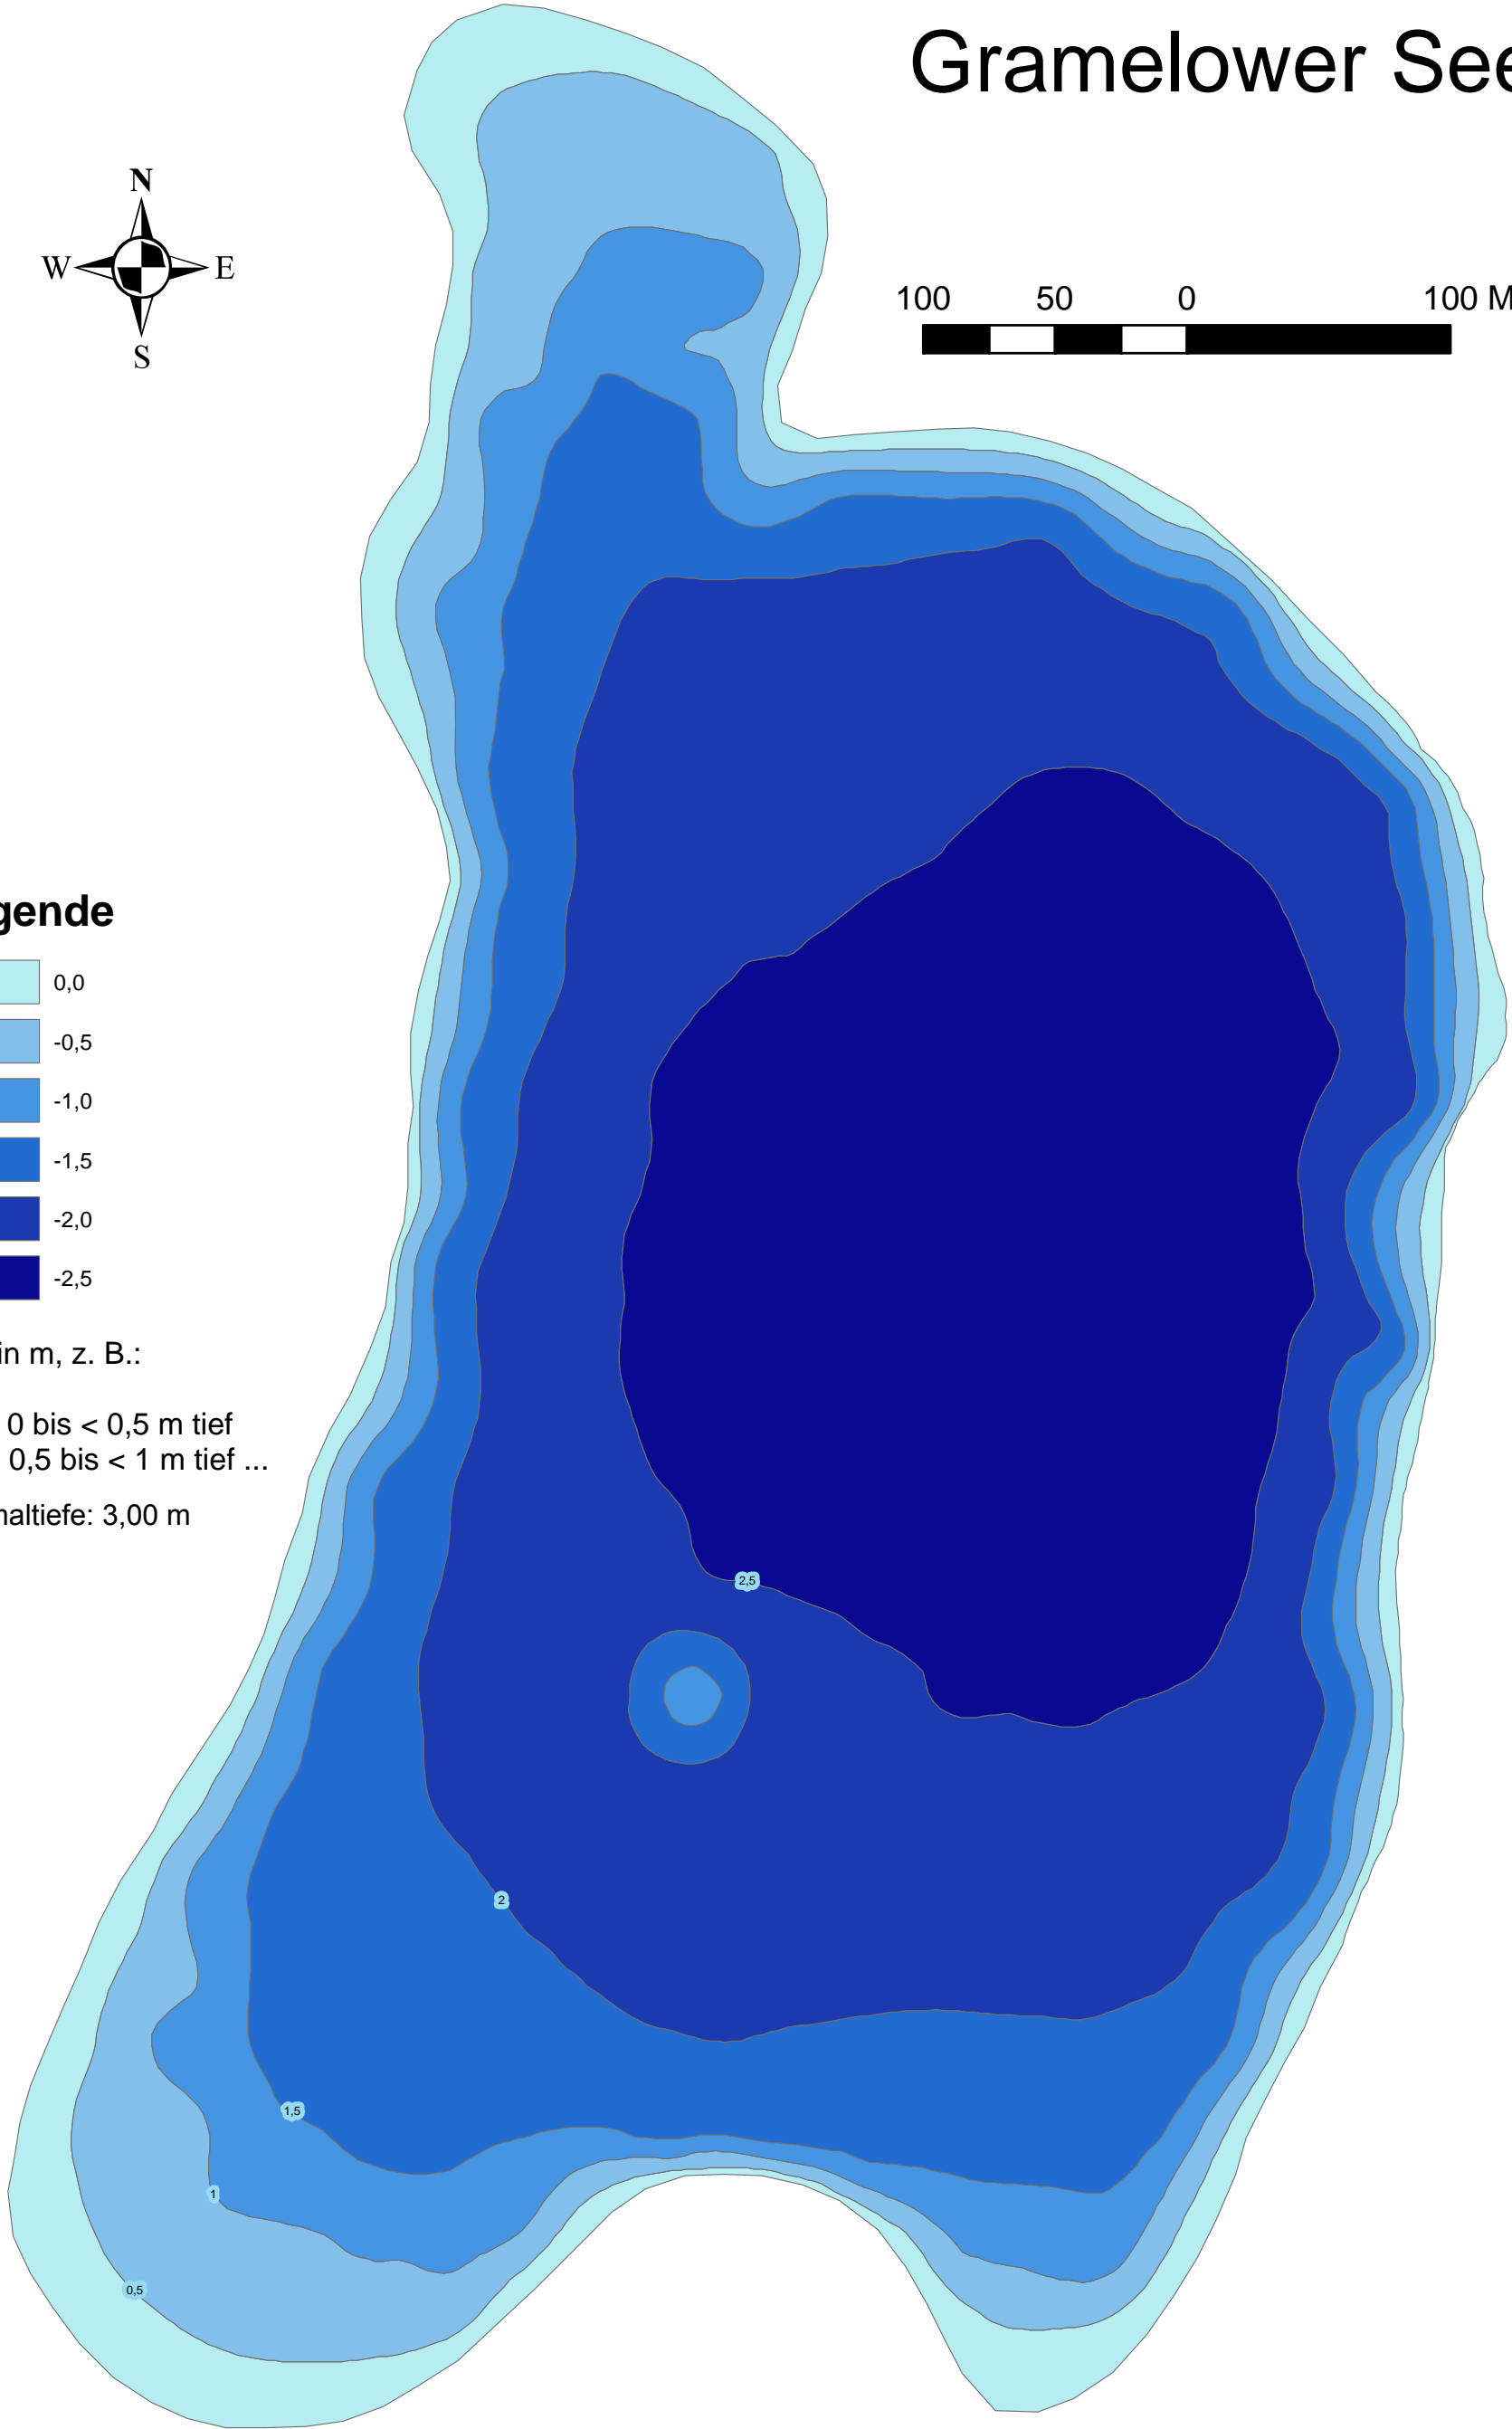 Gramelower See
N
W E
S
100 50 0 100 M
gende
0,0
-0,5
-1,0
-1,5
-2,0
-2,5
in m, z. B.:
0 bis < 0,5 m tief
0,5 bis < 1 m tief ...
naltiefe: 3,00 m
2,5
2
1,5
1
0,5